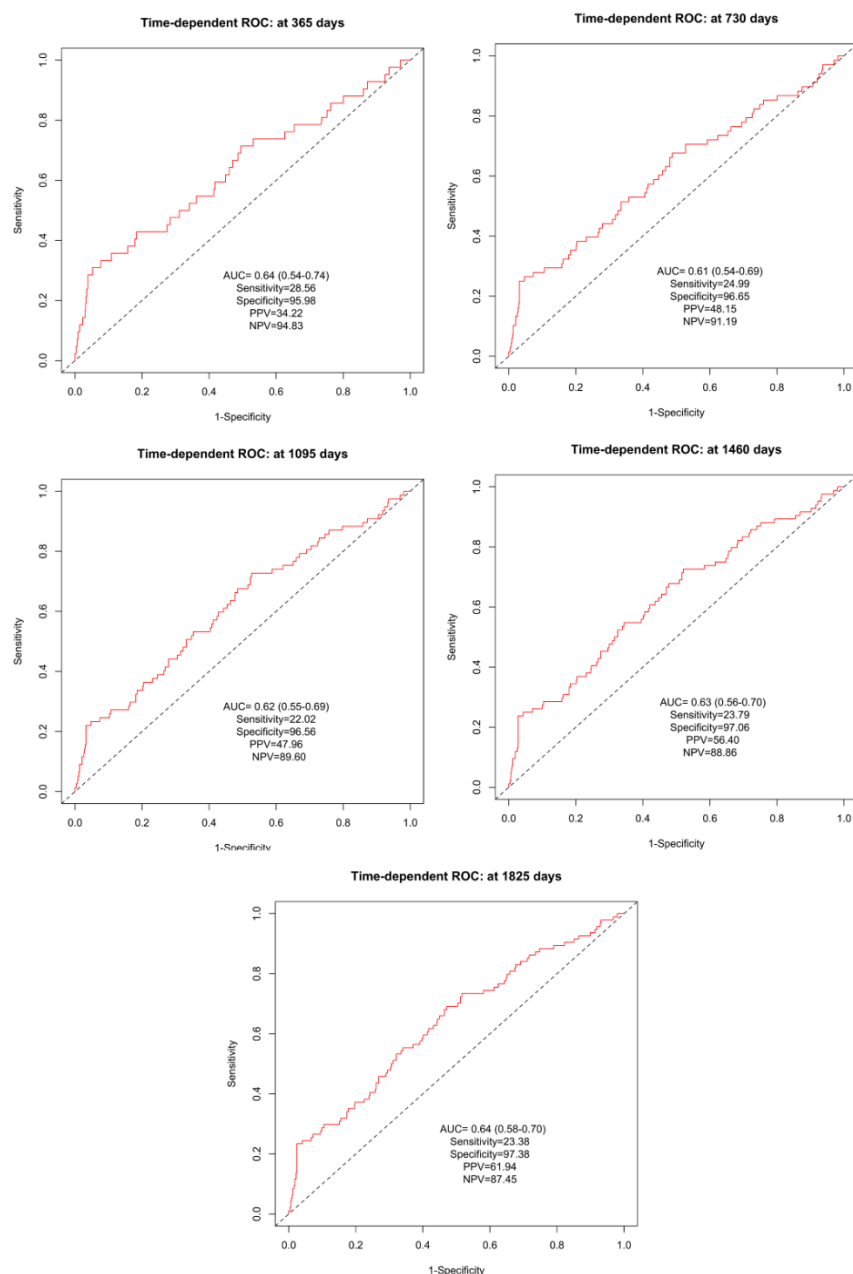 Time-dependent ROC: at 365 days
1.0
0.8
0.6
0.4
0.2
0.0
Sensitivity
AUC= 0.64 (0.54-0.74)
Sensitivity=28.56
Specificity=95.98
PPV=34.22
NPV=94.83
0.0 0.2 0.4 0.6 0.8 1.0
1-Specificity
Time-dependent ROC: at 730 days
1.0
0.8
0.6
0.4
0.2
0.0
Sensitivity
AUC= 0.61 (0.54-0.69)
Sensitivity=24.99
Specificity=96.65
PPV=48.15
NPV=91.19
0.0 0.2 0.4 0.6 0.8 1.0
1-Specificity
Time-dependent ROC: at 1095 days
1.0
0.8
0.6
0.4
0.2
0.0
Sensitivity
AUC= 0.62 (0.55-0.69)
Sensitivity=22.02
Specificity=96.56
PPV=47.96
NPV=89.60
0.0 0.2 0.4 0.6 0.8 1.0
1-Specificity
Time-dependent ROC: at 1460 days
1.0
0.8
0.6
0.4
0.2
0.0
Sensitivity
AUC= 0.63 (0.56-0.70)
Sensitivity=23.79
Specificity=97.06
PPV=56.40
NPV=88.86
0.0 0.2 0.4 0.6 0.8 1.0
1-Specificity
Time-dependent ROC: at 1825 days
1.0
0.8
0.6
0.4
0.2
0.0
Sensitivity
AUC= 0.64 (0.58-0.70)
Sensitivity=23.38
Specificity=97.38
PPV=61.94
NPV=87.45
0.0 0.2 0.4 0.6 0.8 1.0
1-Specificity